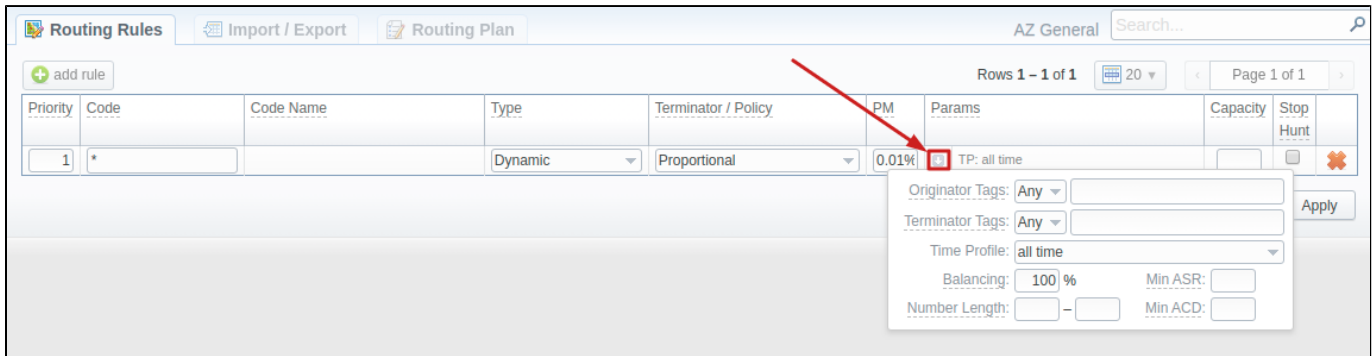 Routing Rules Import / Export Routing Plan AZ General Search...
add rule Rows 1 – 1 of 1 20 Page 1 of 1
Priority Code Code Name Type Terminator / Policy PM Params Capacity Stop Hunt
1 * Dynamic Proportional 0.01% TP: all time
Originator Tags: Any
Apply
Terminator Tags: Any
Time Profile: all time
Balancing: 100 % Min ASR:
Number Length: – Min ACD: